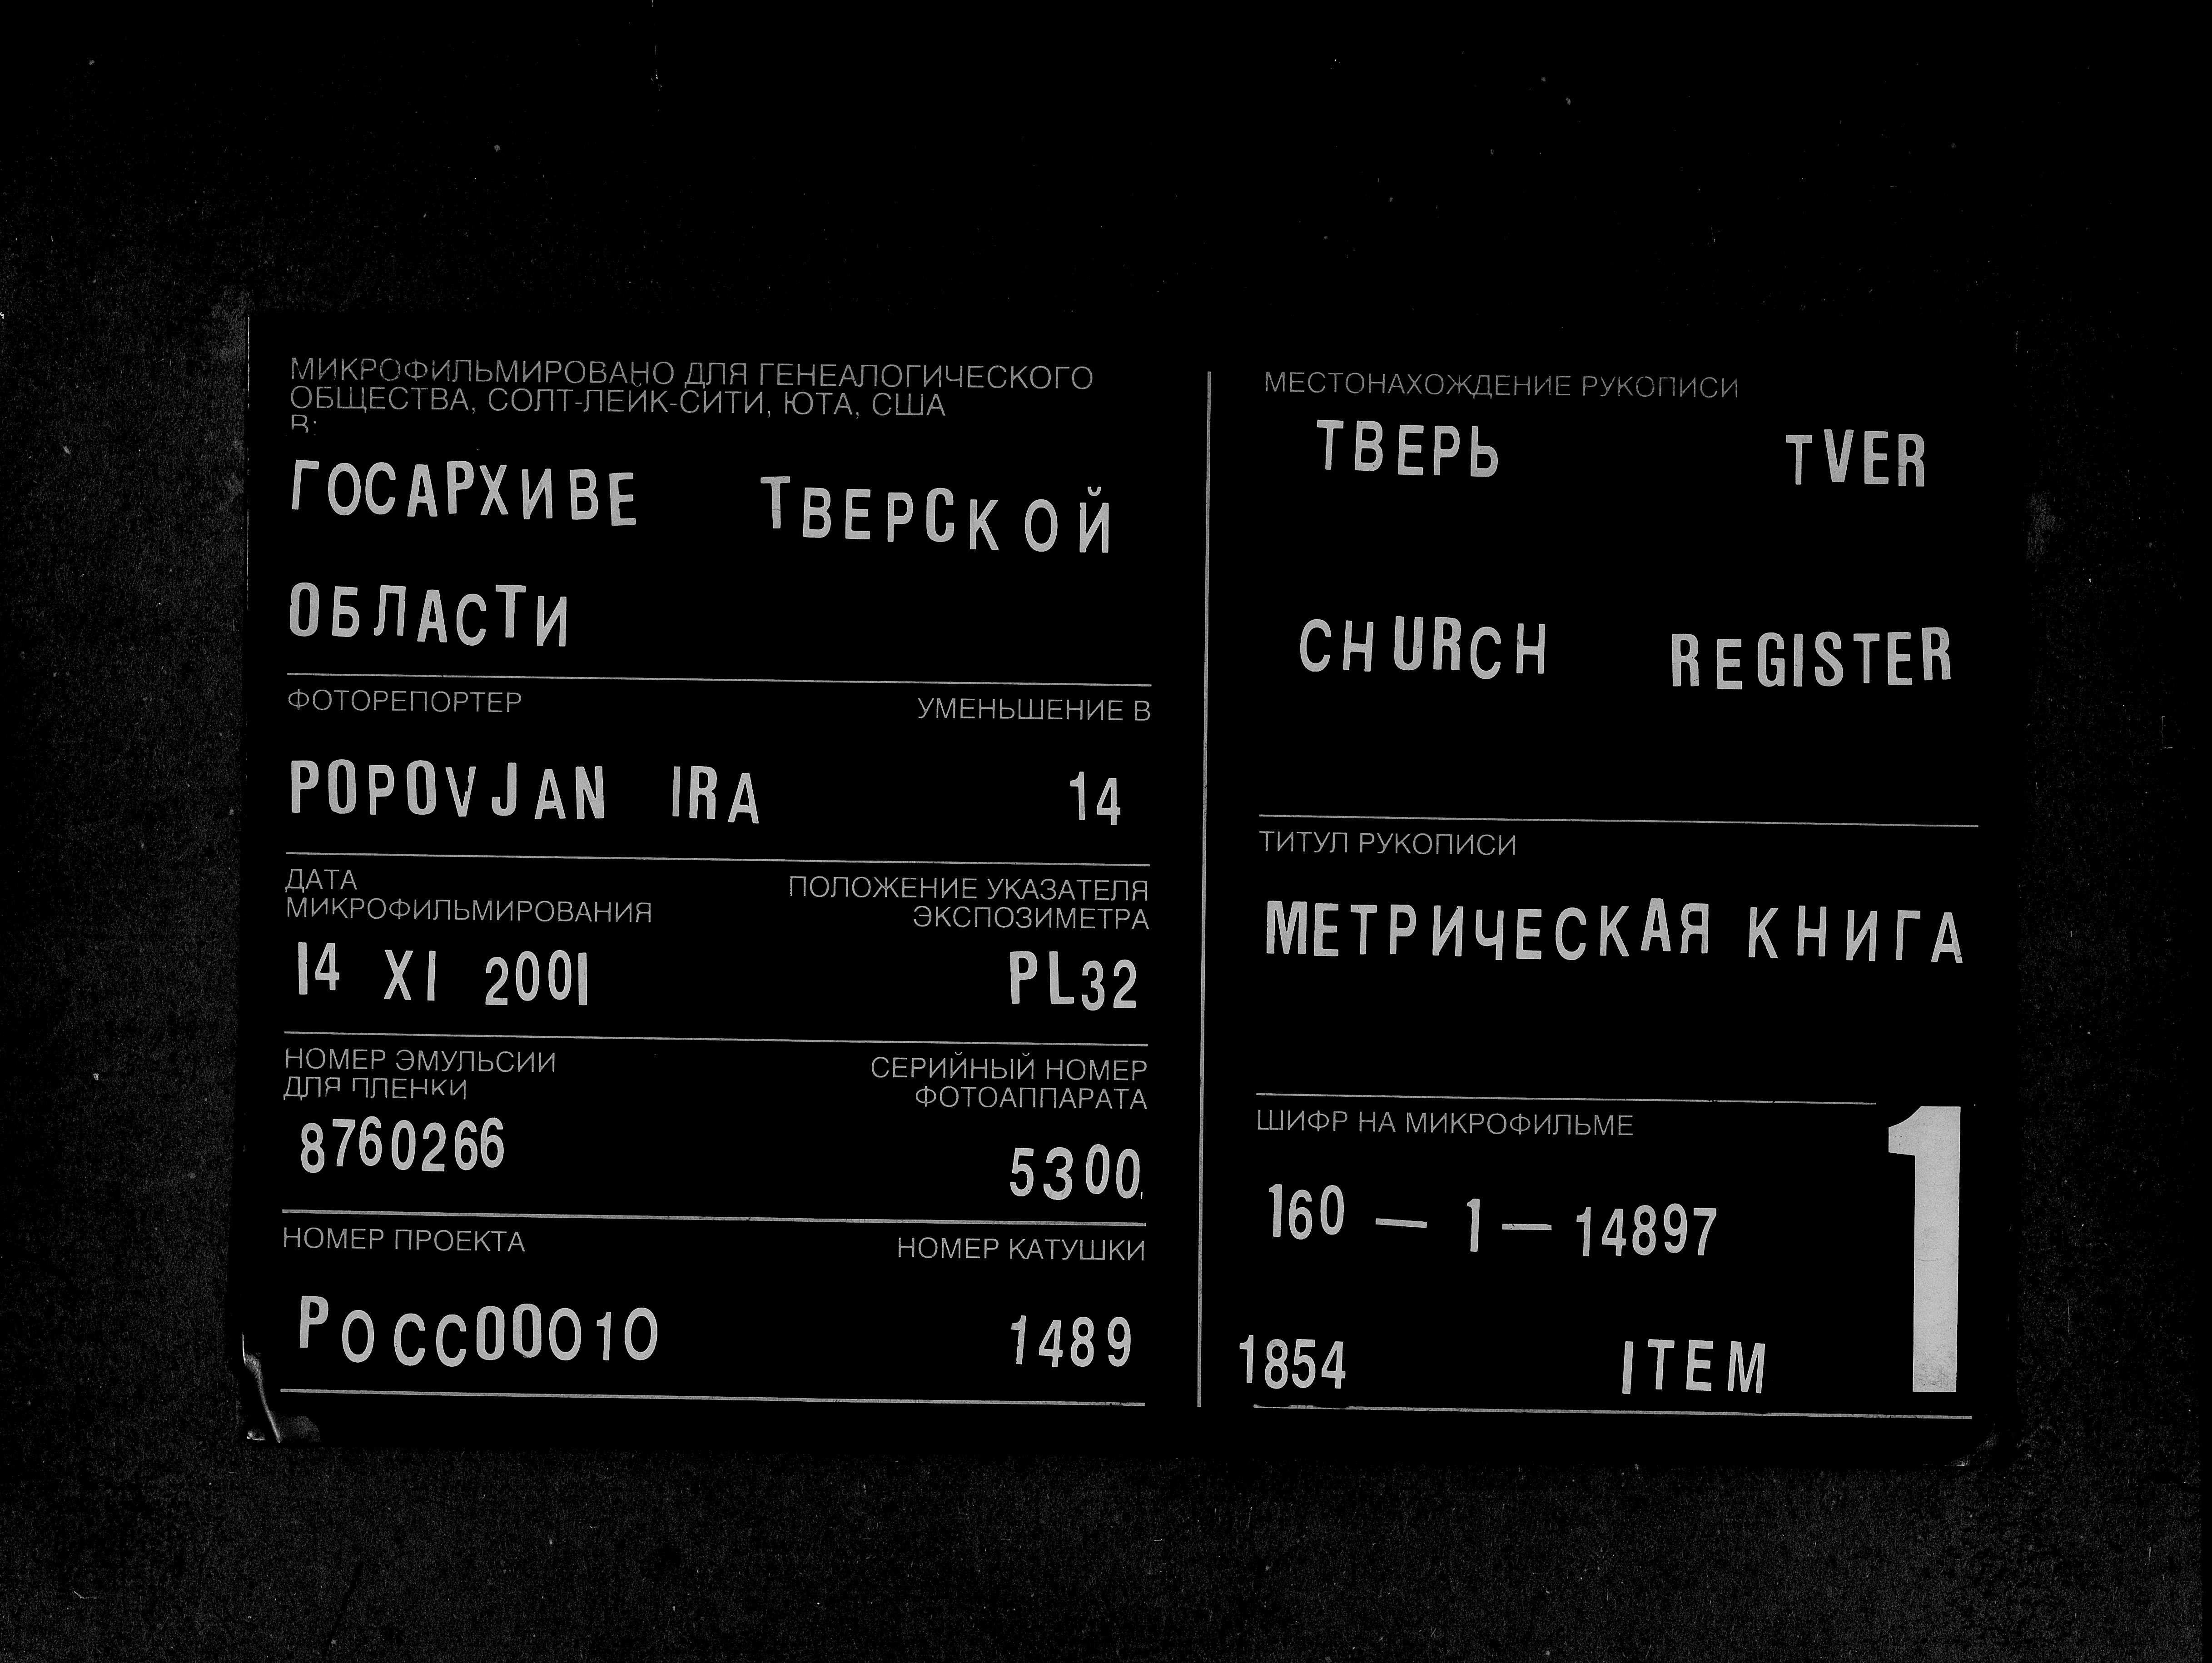 МИКРОФИЛЬМИРОВАНО ДЛЯ ГЕНЕАЛОГИЧЕСКОГО
ОБЩЕСТВА, СОЛТ-ЛЕЙК-СИТИ, ЮТА, США
В:
ГОСАРХИВЕ ТВЕРСКОЙ
ОБЛАСТИ
ФОТОРЕПОРТЕР УМЕНЬШЕНИЕ В
POPOVJAN IRA 14
ДАТА ПОЛОЖЕНИЕ УКАЗАТЕЛЯ
МИКРОФИЛЬМИРОВАНИЯ ЭКСПОЗИМЕТРА
14 XI 2001 PL32
НОМЕР ЭМУЛЬСИИ СЕРИЙНЫЙ НОМЕР
ДЛЯ ПЛЕНКИ ФОТОАППАРАТА
8760266 5300
НОМЕР ПРОЕКТА НОМЕР КАТУШКИ
РОСС00010 1489
МЕСТОНАХОЖДЕНИЕ РУКОПИСИ
ТВЕРЬ TVER
CHURCH REGISTER
ТИТУЛ РУКОПИСИ
МЕТРИЧЕСКАЯ КНИГА
ШИФР НА МИКРОФИЛЬМЕ
160 — 1 — 14897
1854 ITEM 1